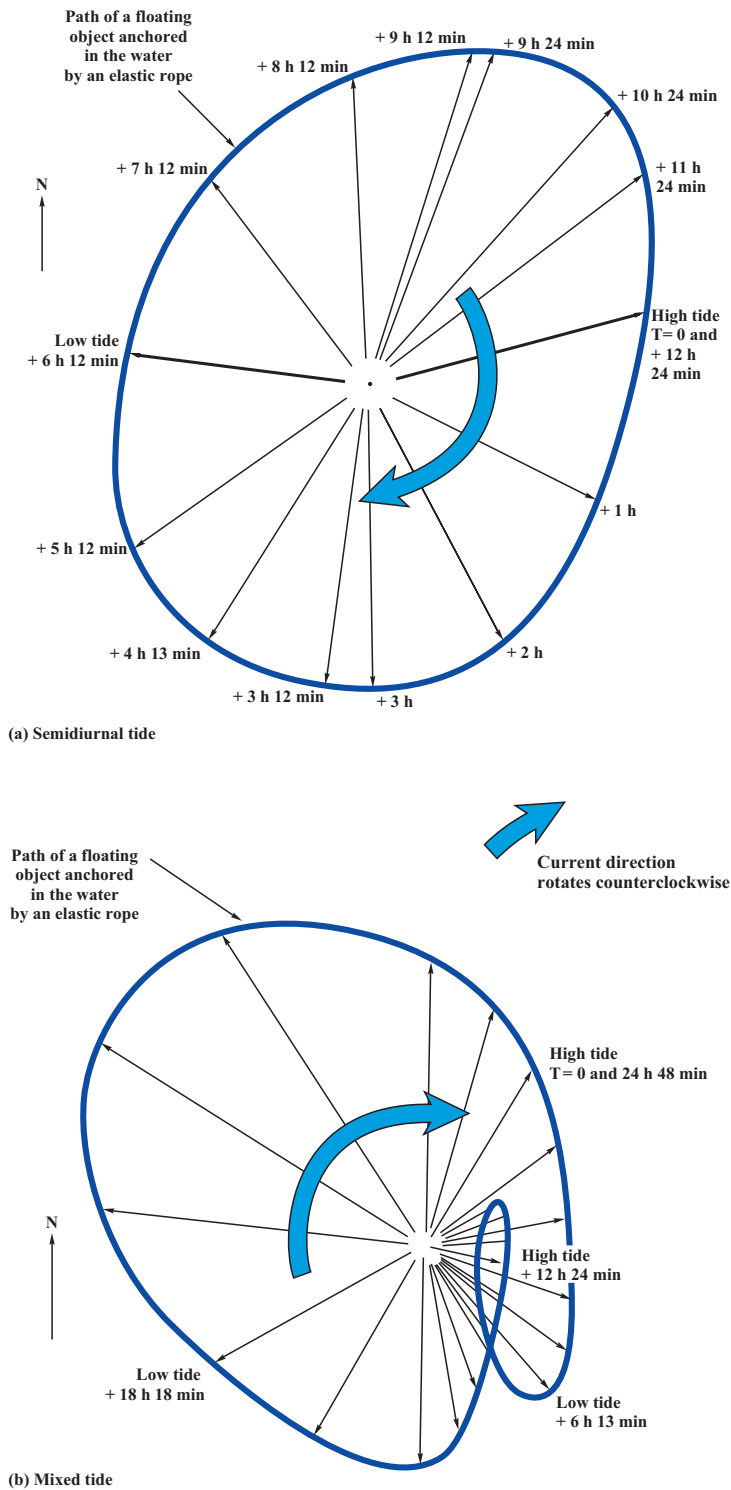 Path of a floating
object anchored
in the water
by an elastic rope
+ 9 h 12 min
+ 9 h 24 min
+ 8 h 12 min
+ 10 h 24 min
+ 7 h 12 min
+ 11 h
24 min
N
High tide
T= 0 and
+ 12 h
24 min
Low tide
+ 6 h 12 min
+ 1 h
+ 5 h 12 min
+ 4 h 13 min
+ 2 h
+ 3 h 12 min
+ 3 h
(a) Semidiurnal tide
Path of a floating
object anchored
in the water
by an elastic rope
Current direction
rotates counterclockwise
High tide
T= 0 and 24 h 48 min
N
High tide
+ 12 h 24 min
Low tide
+ 18 h 18 min
Low tide
+ 6 h 13 min
(b) Mixed tide